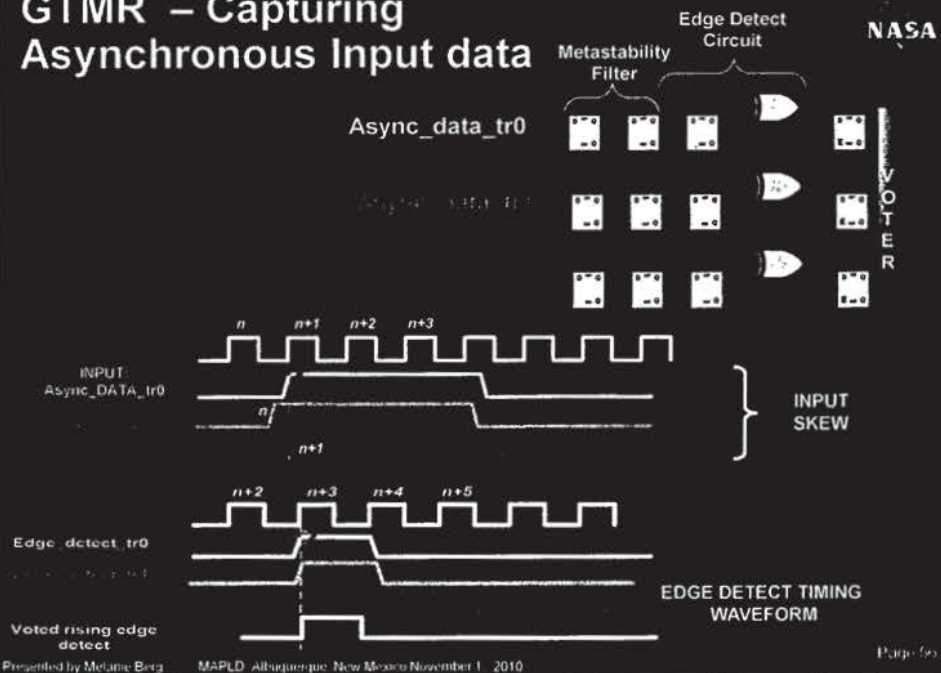 GTMR – Capturing
Asynchronous Input data
Edge Detect
Circuit
NASA
Metastability
Filter
Async_data_tr0
VOTER
n
n+1
n+2
n+3
INPUT
Async_DATA_tr0
n
n+1
INPUT
SKEW
n+2
n+3
n+4
n+5
Edge_detect_tr0
EDGE DETECT TIMING
WAVEFORM
Voted rising edge
detect
Presented by Melanie Berg
MAPLD Albuquerque, New Mexico November 1, 2010
Page